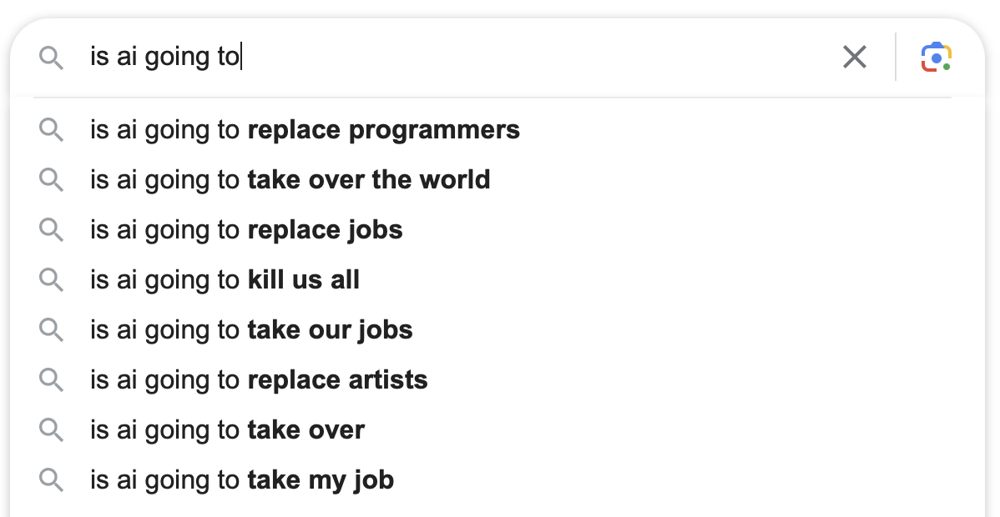 is ai going to
is ai going to replace programmers
is ai going to take over the world
is ai going to replace jobs
is ai going to kill us all
is ai going to take our jobs
is ai going to replace artists
is ai going to take over
is ai going to take my job